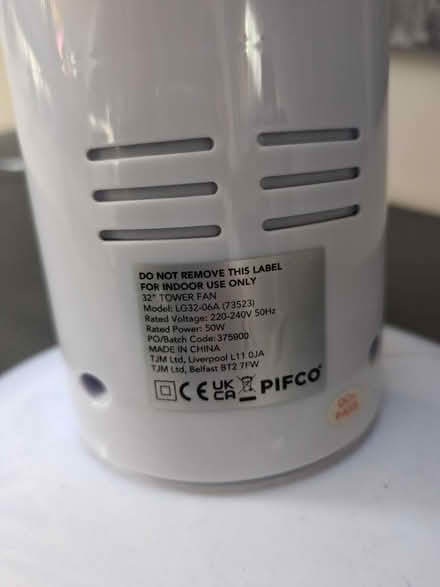 DO NOT REMOVE THIS LABEL
FOR INDOOR USE ONLY
32" TOWER FAN
Model: LG32-06A (73523)
Rated Voltage: 220-240V 50Hz
Rated Power: 50W
PO/Batch Code: 375900
MADE IN CHINA
TJM Ltd, Liverpool L11 0JA
TJM Ltd, Belfast BT2 7FW
CE UK CA PIFCO